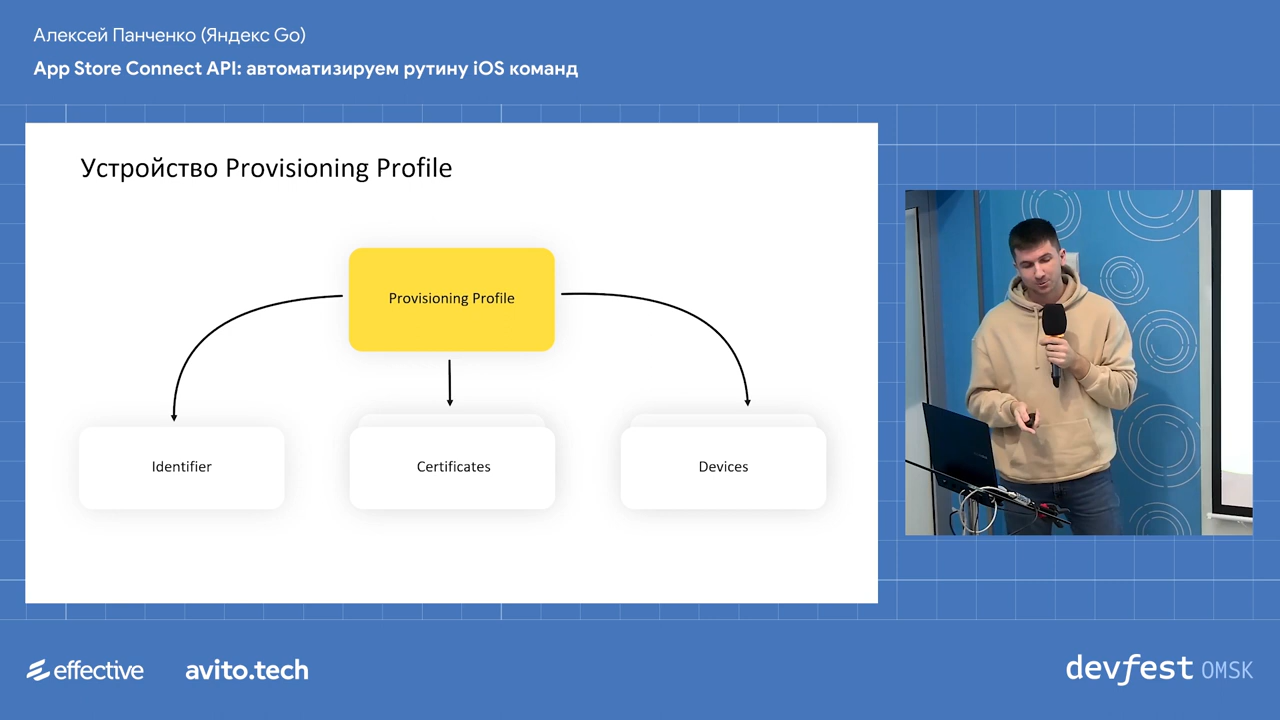 Алексей Панченко (Яндекс Go)
App Store Connect API: автоматизируем рутину iOS команд
Устройство Provisioning Profile
Provisioning Profile
Identifier
Certificates
Devices
effective
avito.tech
devfest OMSK